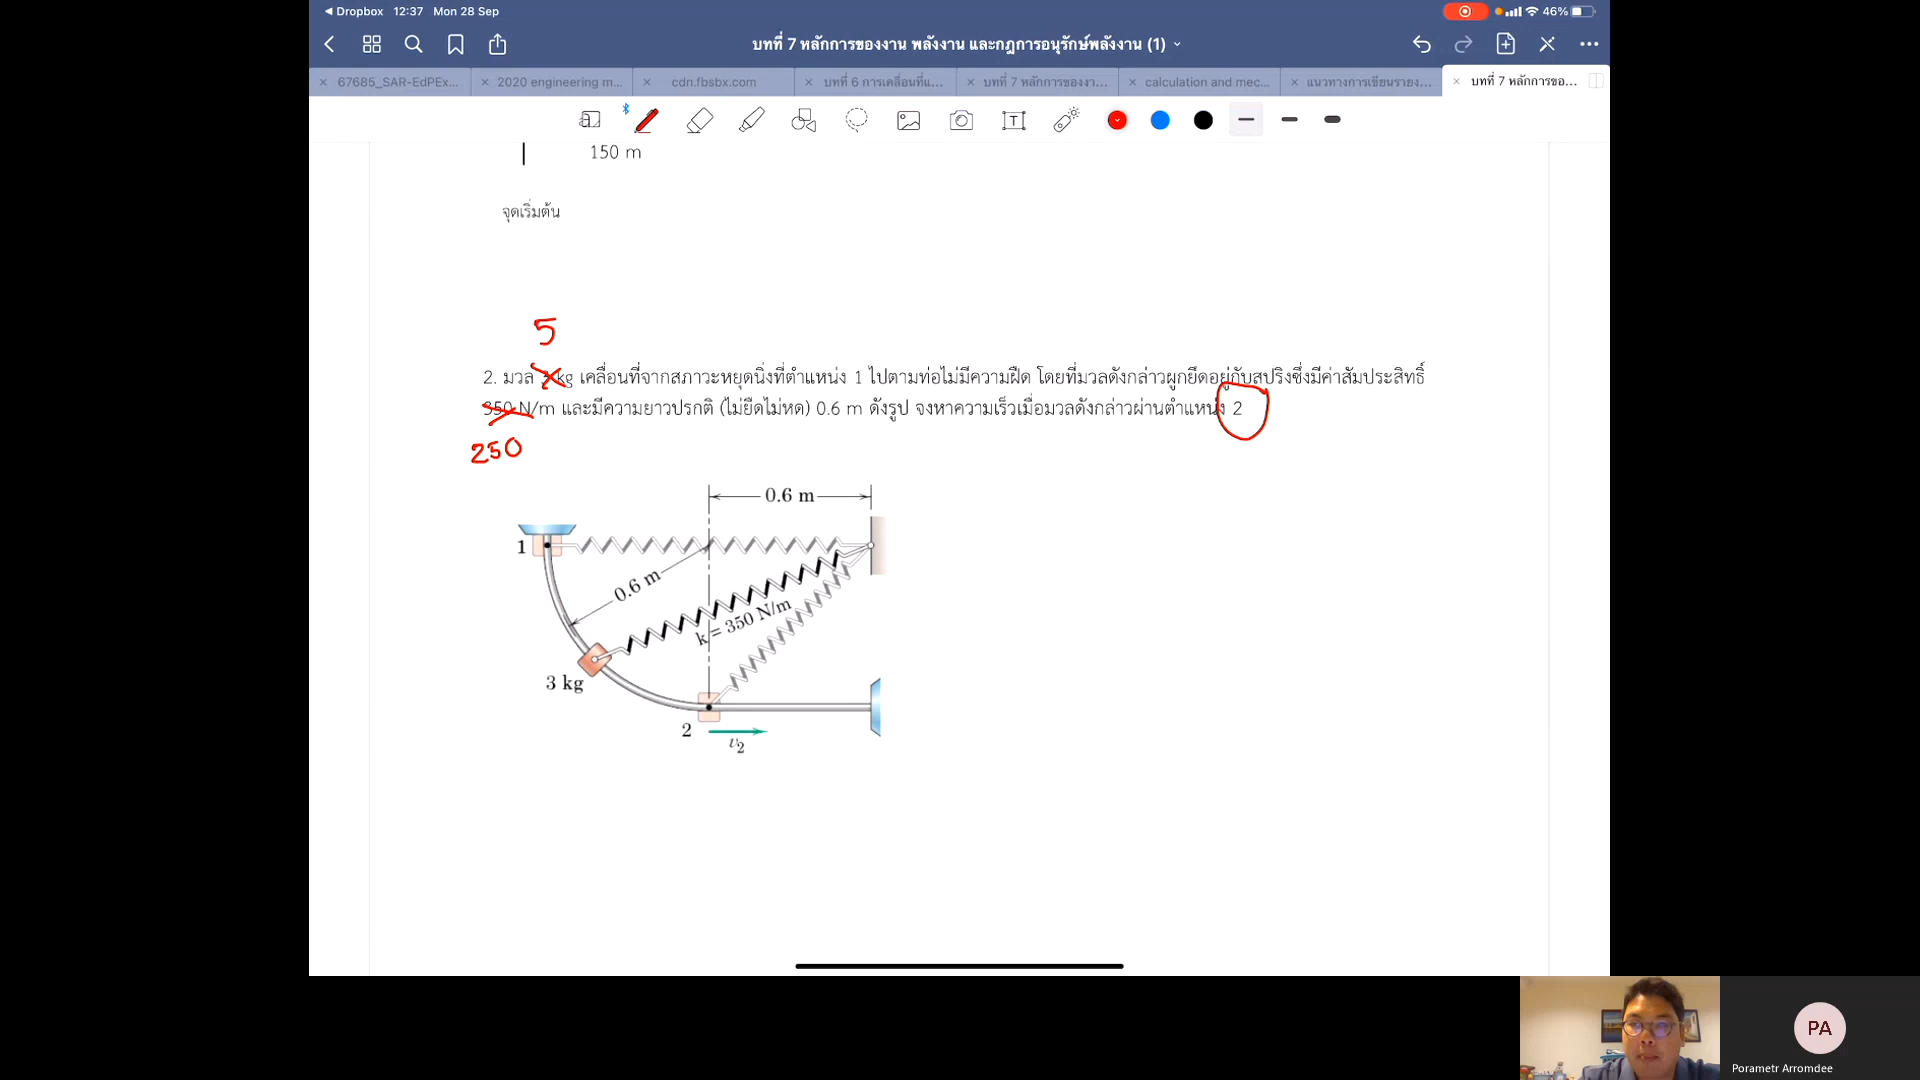 Dropbox 12:37 Mon 28 Sep
46%
บทที่ 7 หลักการของงาน พลังงาน และกฎการอนุรักษ์พลังงาน (1)
67685_SAR-EdPEx... 2020 engineering m... cdn.fbsbx.com บทที่ 6 การเคลื่อนที่แ... บทที่ 7 หลักการของงา... calculation and mec... แนวทางการเขียนรายง... บทที่ 7 หลักการขอ...
150 m
จุดเริ่มต้น
5
2. มวล kg เคลื่อนที่จากสภาวะหยุดนิ่งที่ตำแหน่ง 1 ไปตามท่อไม่มีความฝืด โดยที่มวลดังกล่าวผูกยึดอยู่กับสปริงซึ่งมีค่าสัมประสิทธิ์
350 N/m และมีความยาวปรกติ (ไม่ยืดไม่หด) 0.6 m ดังรูป จงหาความเร็วเมื่อมวลดังกล่าวผ่านตำแหน่ง 2
250
0.6 m
1
0.6 m
k = 350 N/m
3 kg
2
v2
PA
Porametr Arromdee